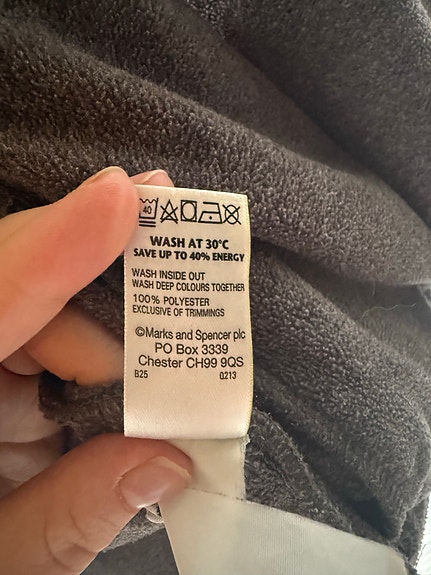 40
WASH AT 30°C
SAVE UP TO 40% ENERGY
WASH INSIDE OUT
WASH DEEP COLOURS TOGETHER
100% POLYESTER
EXCLUSIVE OF TRIMMINGS
©Marks and Spencer plc
PO Box 3339
Chester CH99 9QS
B25 0213